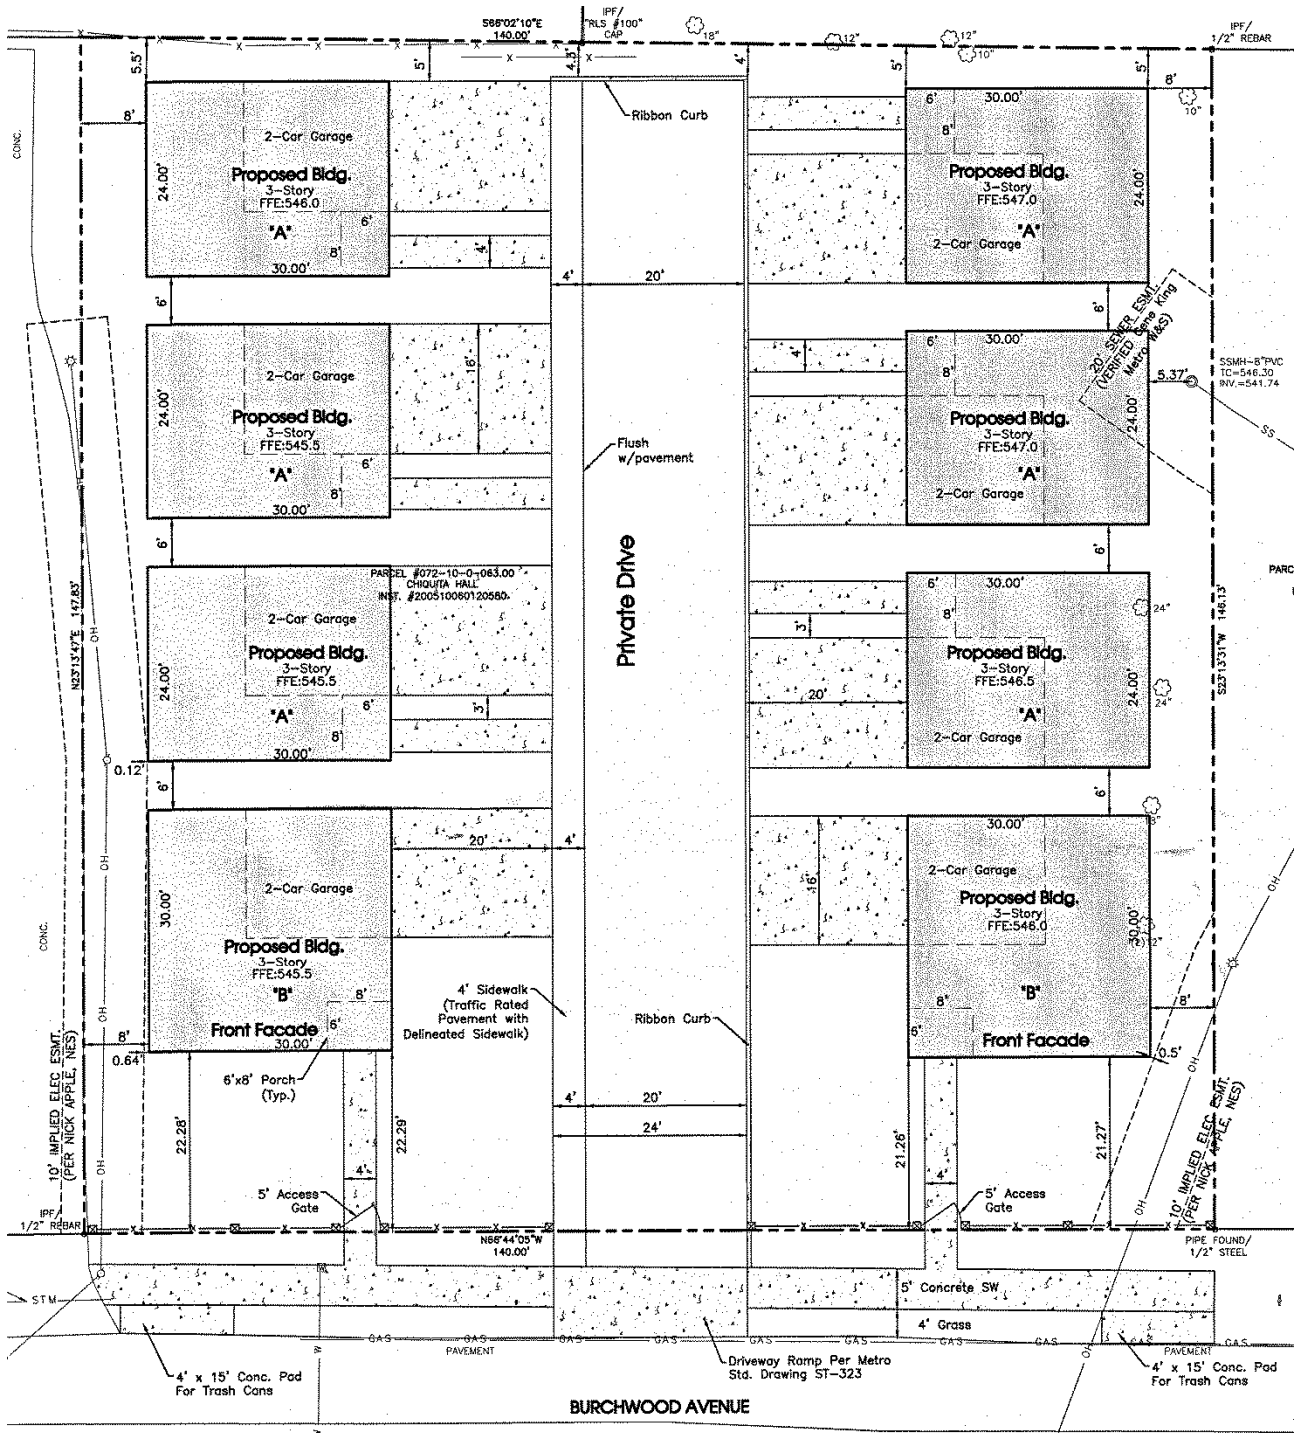 S66°02'10"E
140.00'
IPF/
"RLS #100"
CAP
18"
12"
12"
10"
IPF/
1/2" REBAR
5.5'
5'
4.3'
4'
5'
5'
8'
8'
10"
CONC.
Ribbon Curb
2-Car Garage
Proposed Bldg.
3-Story
FFE:546.0
"A"
24.00'
30.00'
6'
8'
4'
6'
30.00'
8'
Proposed Bldg.
3-Story
FFE:547.0
"A"
2-Car Garage
24.00'
4'
20'
6'
6'
20' SEWER ESMT.
(VERIFIED Gene King
Metro W&S)
2-Car Garage
Proposed Bldg.
3-Story
FFE:545.5
"A"
24.00'
30.00'
6'
8'
16'
4'
6'
30.00'
8'
Proposed Bldg.
3-Story
FFE:547.0
"A"
2-Car Garage
24.00'
5.37'
SSMH-8"PVC
TC=546.30
INV.=541.74
SS
Flush
w/pavement
6'
6'
Private Drive
PARCEL #072-10-0-063.00
CHIQUITA HALL
INST. #200510060120580
N23°13'47"E 147.83'
OH
2-Car Garage
Proposed Bldg.
3-Story
FFE:545.5
"A"
24.00'
30.00'
6'
8'
3'
3'
20'
6'
30.00'
8'
Proposed Bldg.
3-Story
FFE:546.5
"A"
2-Car Garage
24.00'
24"
24"
S23°13'31"W 146.13'
PARC
0.12'
6'
6'
OH
OH
2-Car Garage
Proposed Bldg.
3-Story
FFE:545.5
"B"
Front Facade
30.00'
30.00'
8'
6'
20'
4'
16'
30.00'
2-Car Garage
Proposed Bldg.
3-Story
FFE:546.0
"B"
Front Facade
30.00'
8'
6'
(2)12"
8'
0.5'
CONC.
OH
4' Sidewalk
(Traffic Rated
Pavement with
Delineated Sidewalk)
Ribbon Curb
8'
0.64'
6'x8' Porch
(Typ.)
4'
20'
24'
22.28'
22.29'
21.26'
21.27'
4'
4'
10' IMPLIED ELEC ESMT.
(PER NICK APPLE, NES)
OH
OH
10' IMPLIED ELEC. ESMT.
(PER NICK APPLE, NES)
OH
5' Access
Gate
5' Access
Gate
IPF/
1/2" REBAR
N66°44'05"W
140.00'
PIPE FOUND/
1/2" STEEL
STM
W
5' Concrete SW
4' Grass
GAS GAS GAS GAS GAS GAS GAS GAS GAS
PAVEMENT
PAVEMENT
OH
W
4' x 15' Conc. Pad
For Trash Cans
Driveway Ramp Per Metro
Std. Drawing ST-323
4' x 15' Conc. Pad
For Trash Cans
BURCHWOOD AVENUE